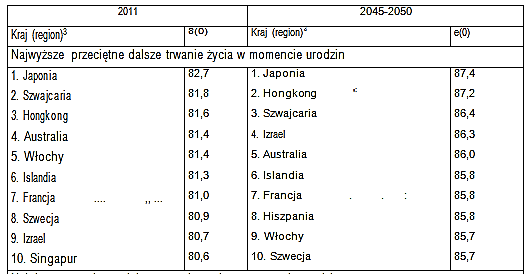 2011 2045-2050
Kraj (region)³ 8(0) Kraj (region)" e(0)
Najwyższe przeciętne dalsze trwanie życia w momencie urodzin
1. Japonia 82,7 1. Japonia 87,4
2. Szwajcaria 81,8 2. Hongkong 87,2
3. Hongkong 81,6 3. Szwajcaria 86,4
4. Australia 81,4 4. Izrael 86,3
5. Włochy 81,4 5. Australia 86,0
6. Islandia 81,3 6. Islandia 85,8
7. Francja .... ,, ... 81,0 7. Francja . . : 85,8
8. Szwecja 80,9 8. Hiszpania 85,8
9. Izrael 80,7 9. Włochy 85,7
10. Singapur 80,6 10. Szwecja 85,7